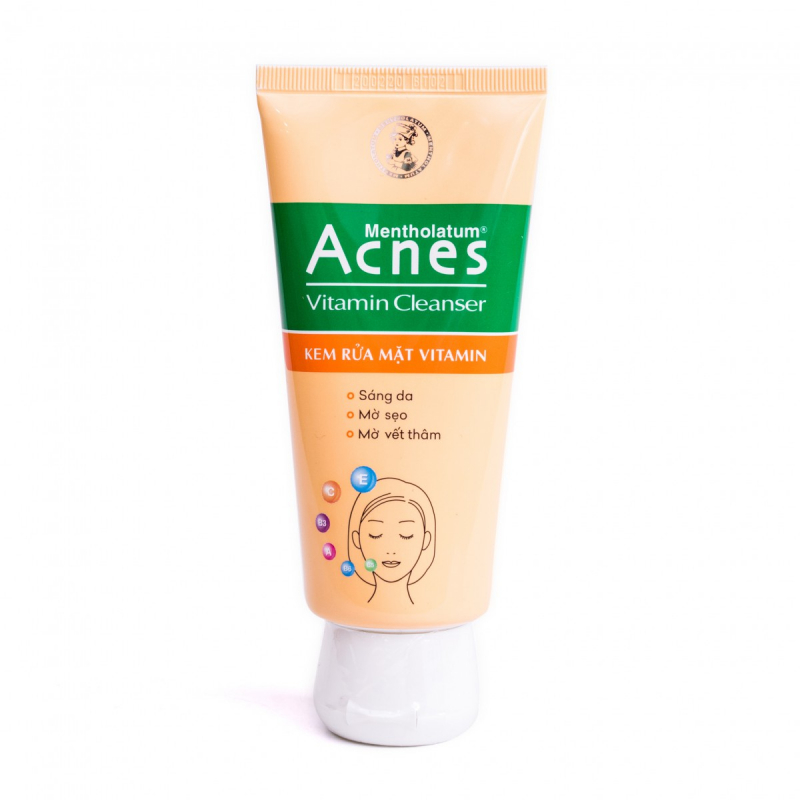 Mentholatum®
Acnes
Vitamin Cleanser
KEM RỬA MẶT VITAMIN
Sáng da
Mờ sẹo
Mờ vết thâm
E
C
B3